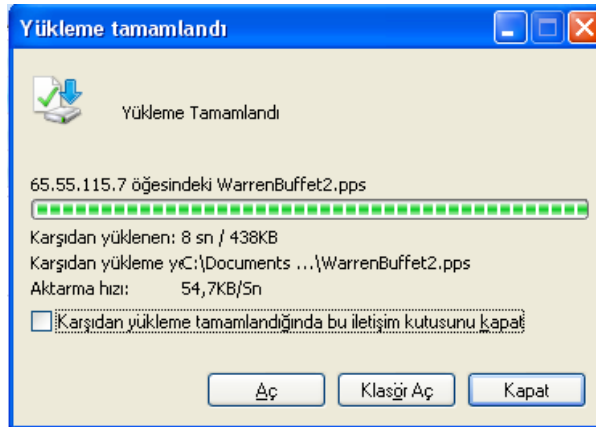 Yükleme tamamlandı
Yükleme Tamamlandı
65.55.115.7 öğesindeki WarrenBuffet2.pps
Karşıdan yüklenen: 8 sn / 438KB
Karşıdan yükleme ye C:\Documents ...\WarrenBuffet2.pps
Aktarma hızı: 54,7KB/Sn
Karşıdan yükleme tamamlandığında bu iletişim kutusunu kapat
Aç Klasör Aç Kapat